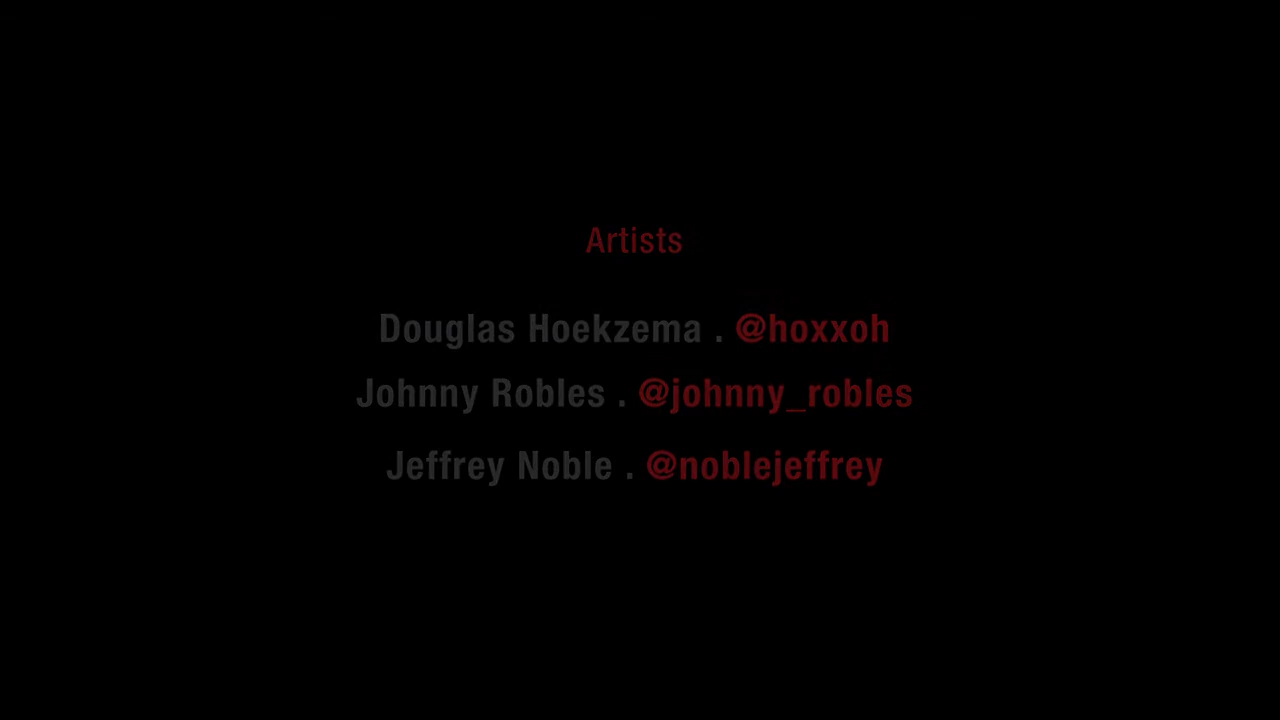 Artists
Douglas Hoekzema . @hoxxoh
Johnny Robles . @johnny_robles
Jeffrey Noble . @noblejeffrey